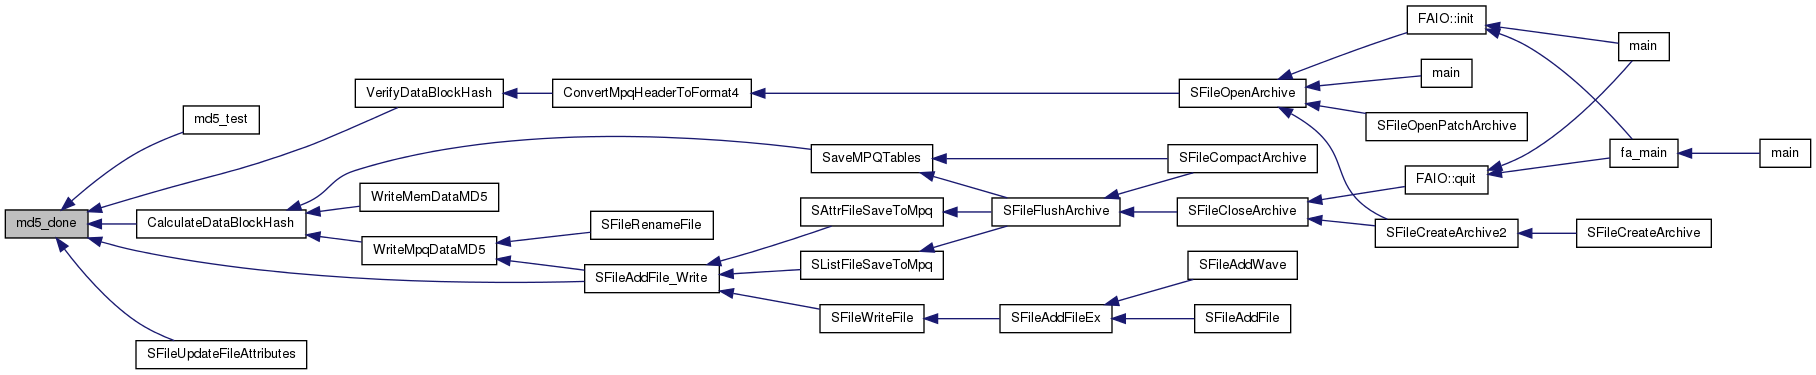 FAIO::init
main
main
VerifyDataBlockHash
ConvertMpqHeaderToFormat4
SFileOpenArchive
md5_test
SFileOpenPatchArchive
SaveMPQTables
SFileCompactArchive
fa_main
main
FAIO::quit
WriteMemDataMD5
md5_done
CalculateDataBlockHash
SFileRenameFile
SAttrFileSaveToMpq
SFileFlushArchive
SFileCloseArchive
SFileCreateArchive2
SFileCreateArchive
WriteMpqDataMD5
SFileAddFile_Write
SListFileSaveToMpq
SFileAddWave
SFileWriteFile
SFileAddFileEx
SFileAddFile
SFileUpdateFileAttributes